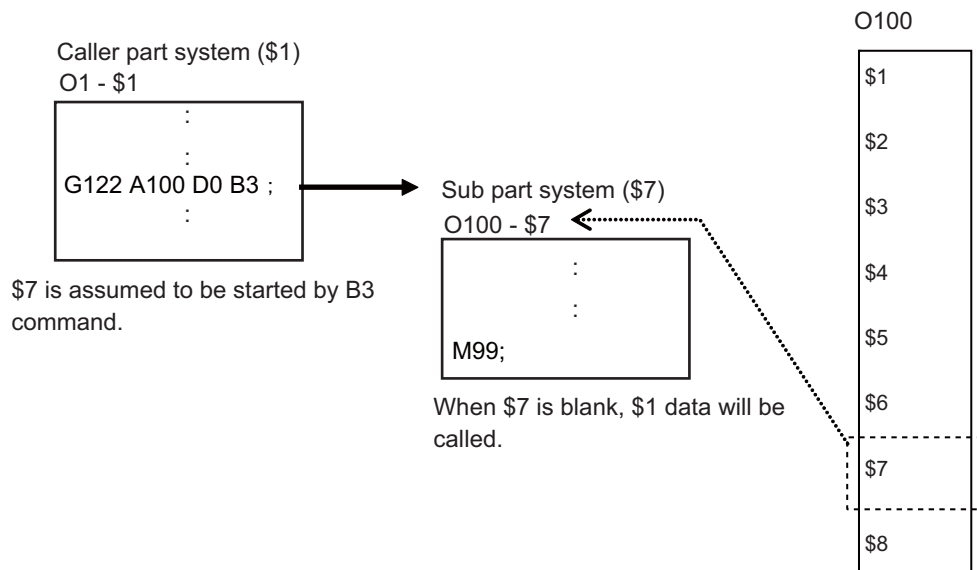 Caller part system ($1)
O1 - $1
:
:
G122 A100 D0 B3 ;
:
$7 is assumed to be started by B3
command.
Sub part system ($7)
O100 - $7
:
:
M99;
When $7 is blank, $1 data will be
called.
O100
$1
$2
$3
$4
$5
$6
$7
$8